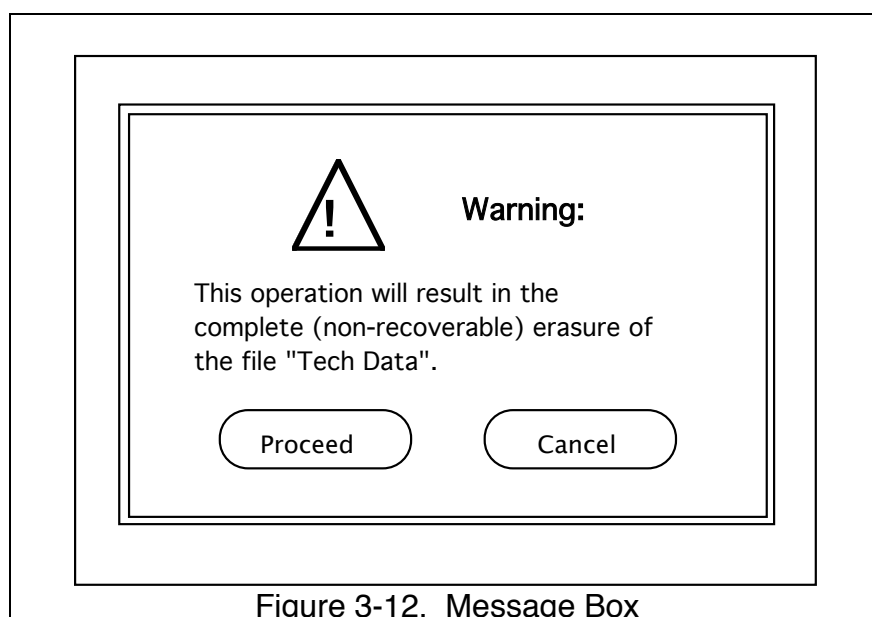 !
Warning:
This operation will result in the
complete (non-recoverable) erasure of
the file "Tech Data".
Proceed
Cancel
Figure 3-12. Message Box